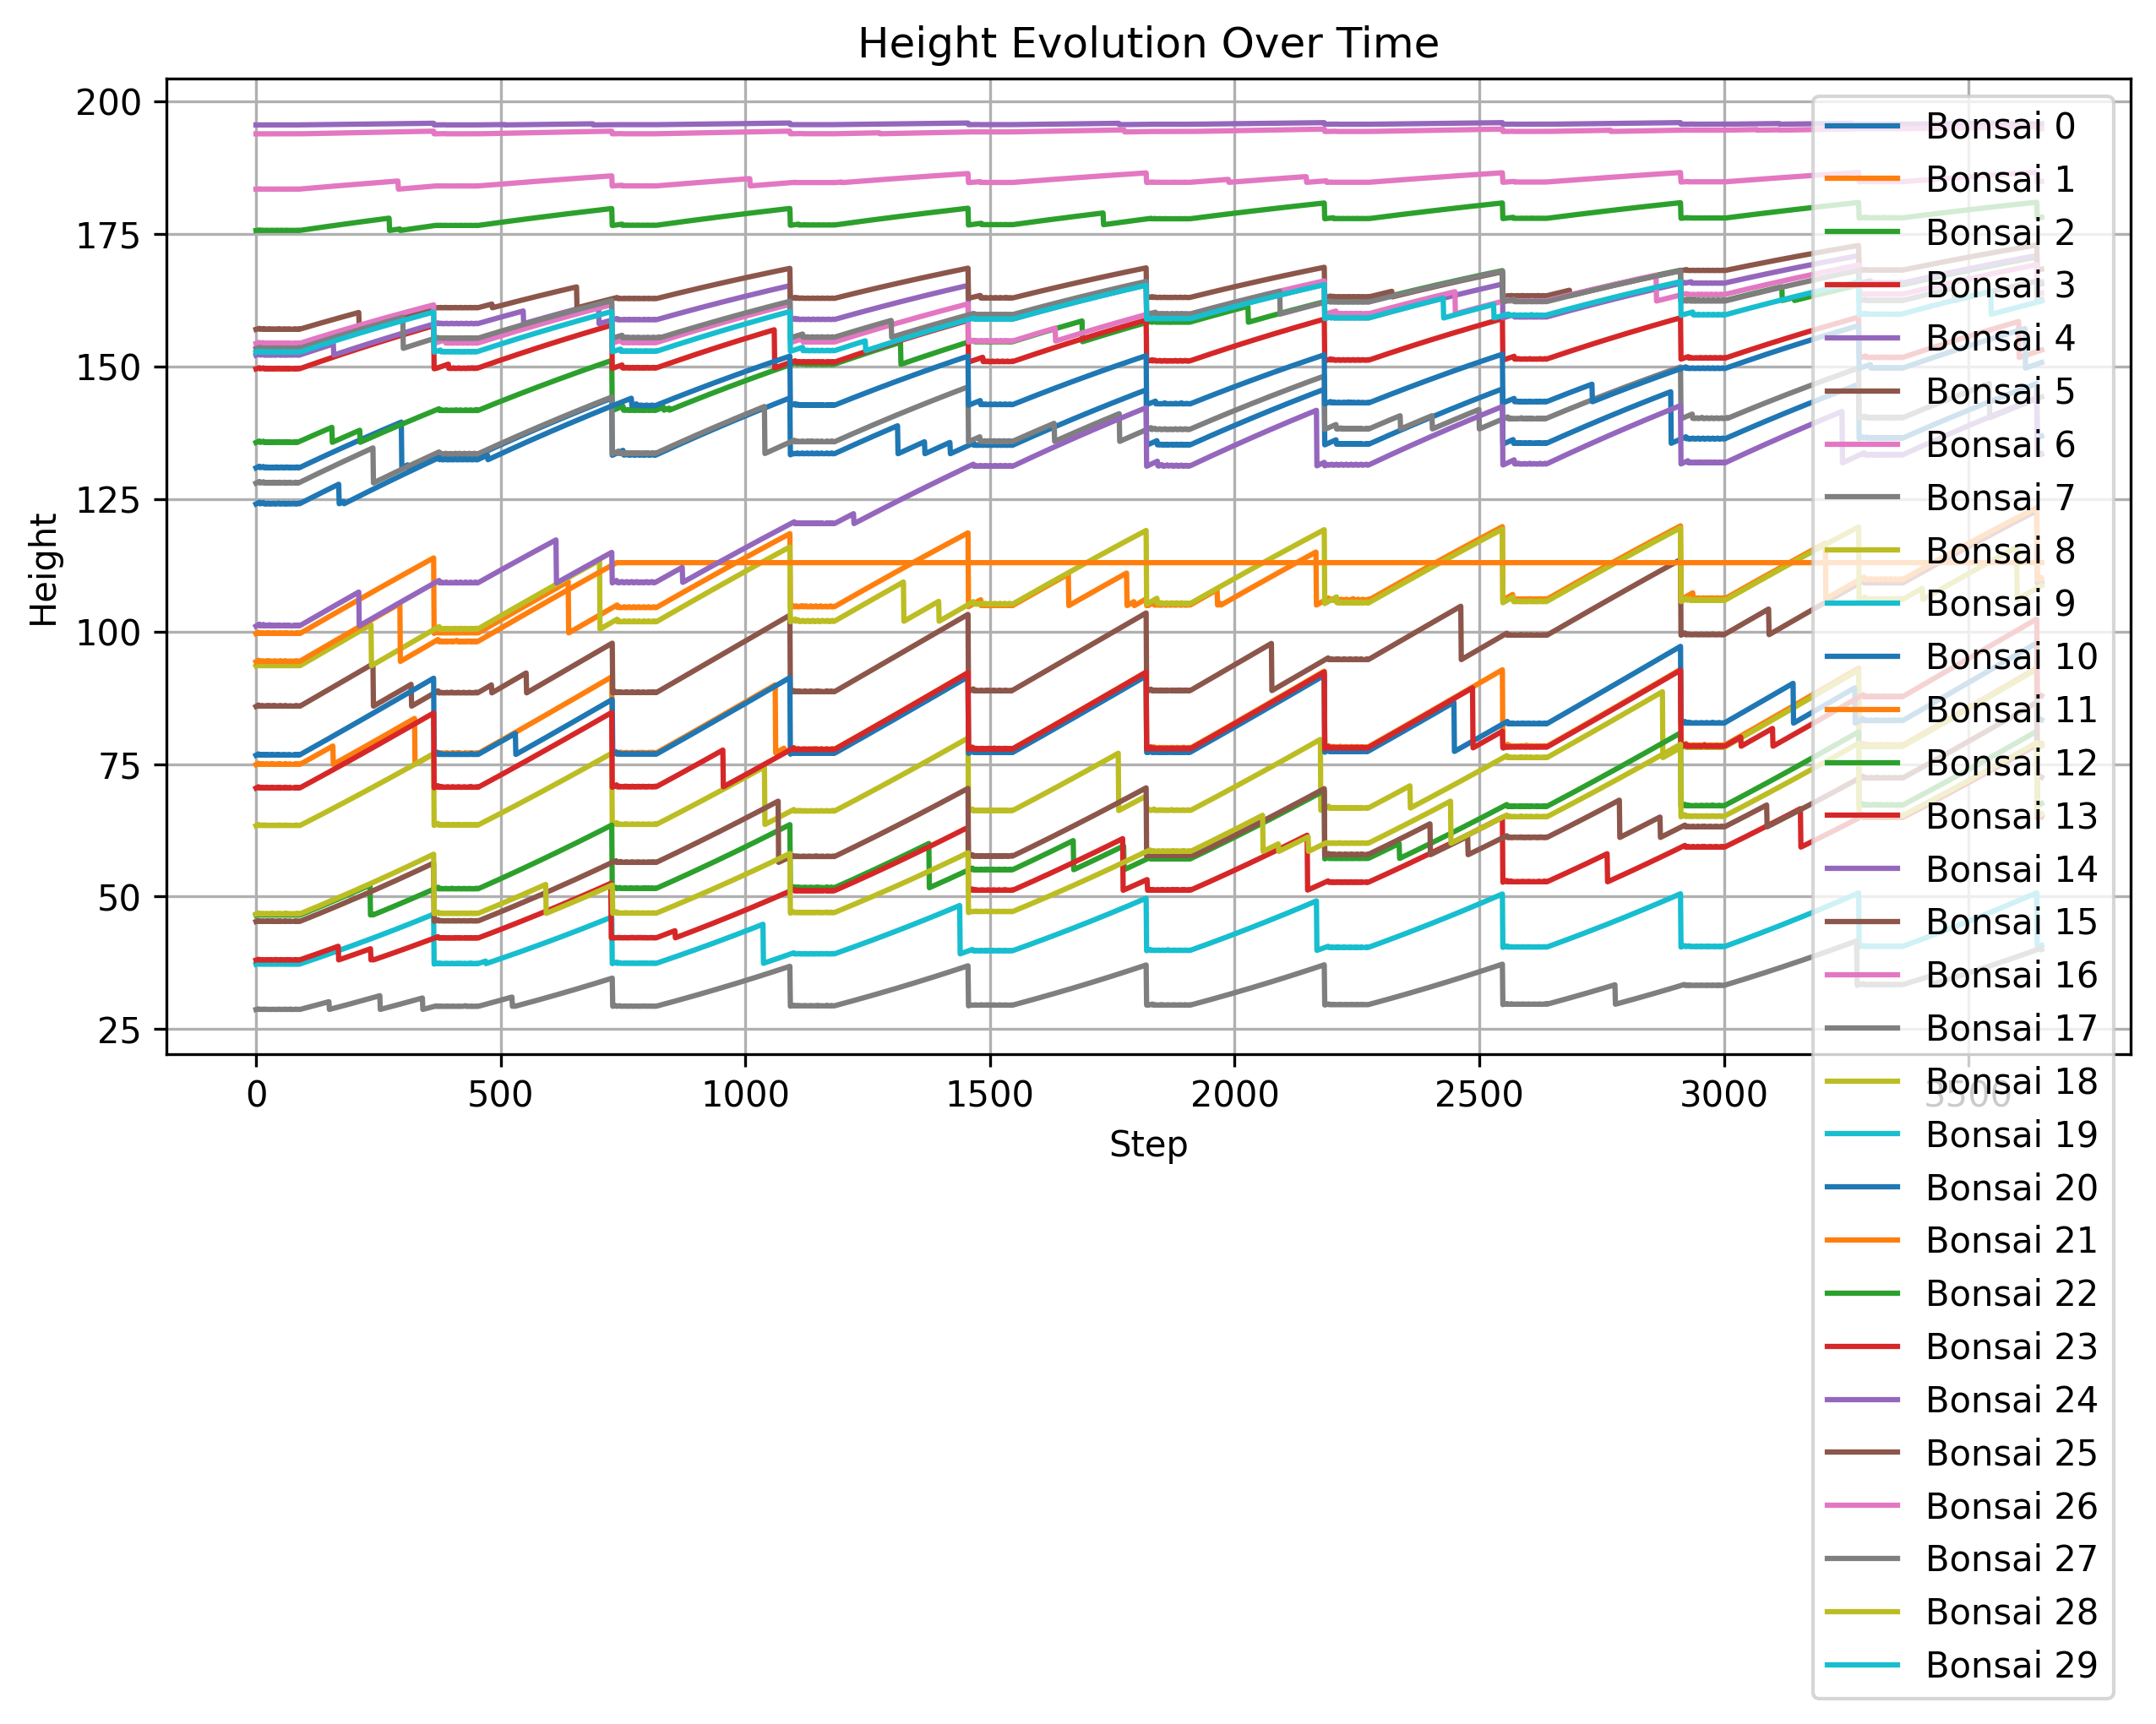 Height Evolution Over Time
Height
200
175
150
125
100
75
50
25
0 500 1000 1500 2000 2500 3000 3500
Step
Bonsai 0
Bonsai 1
Bonsai 2
Bonsai 3
Bonsai 4
Bonsai 5
Bonsai 6
Bonsai 7
Bonsai 8
Bonsai 9
Bonsai 10
Bonsai 11
Bonsai 12
Bonsai 13
Bonsai 14
Bonsai 15
Bonsai 16
Bonsai 17
Bonsai 18
Bonsai 19
Bonsai 20
Bonsai 21
Bonsai 22
Bonsai 23
Bonsai 24
Bonsai 25
Bonsai 26
Bonsai 27
Bonsai 28
Bonsai 29